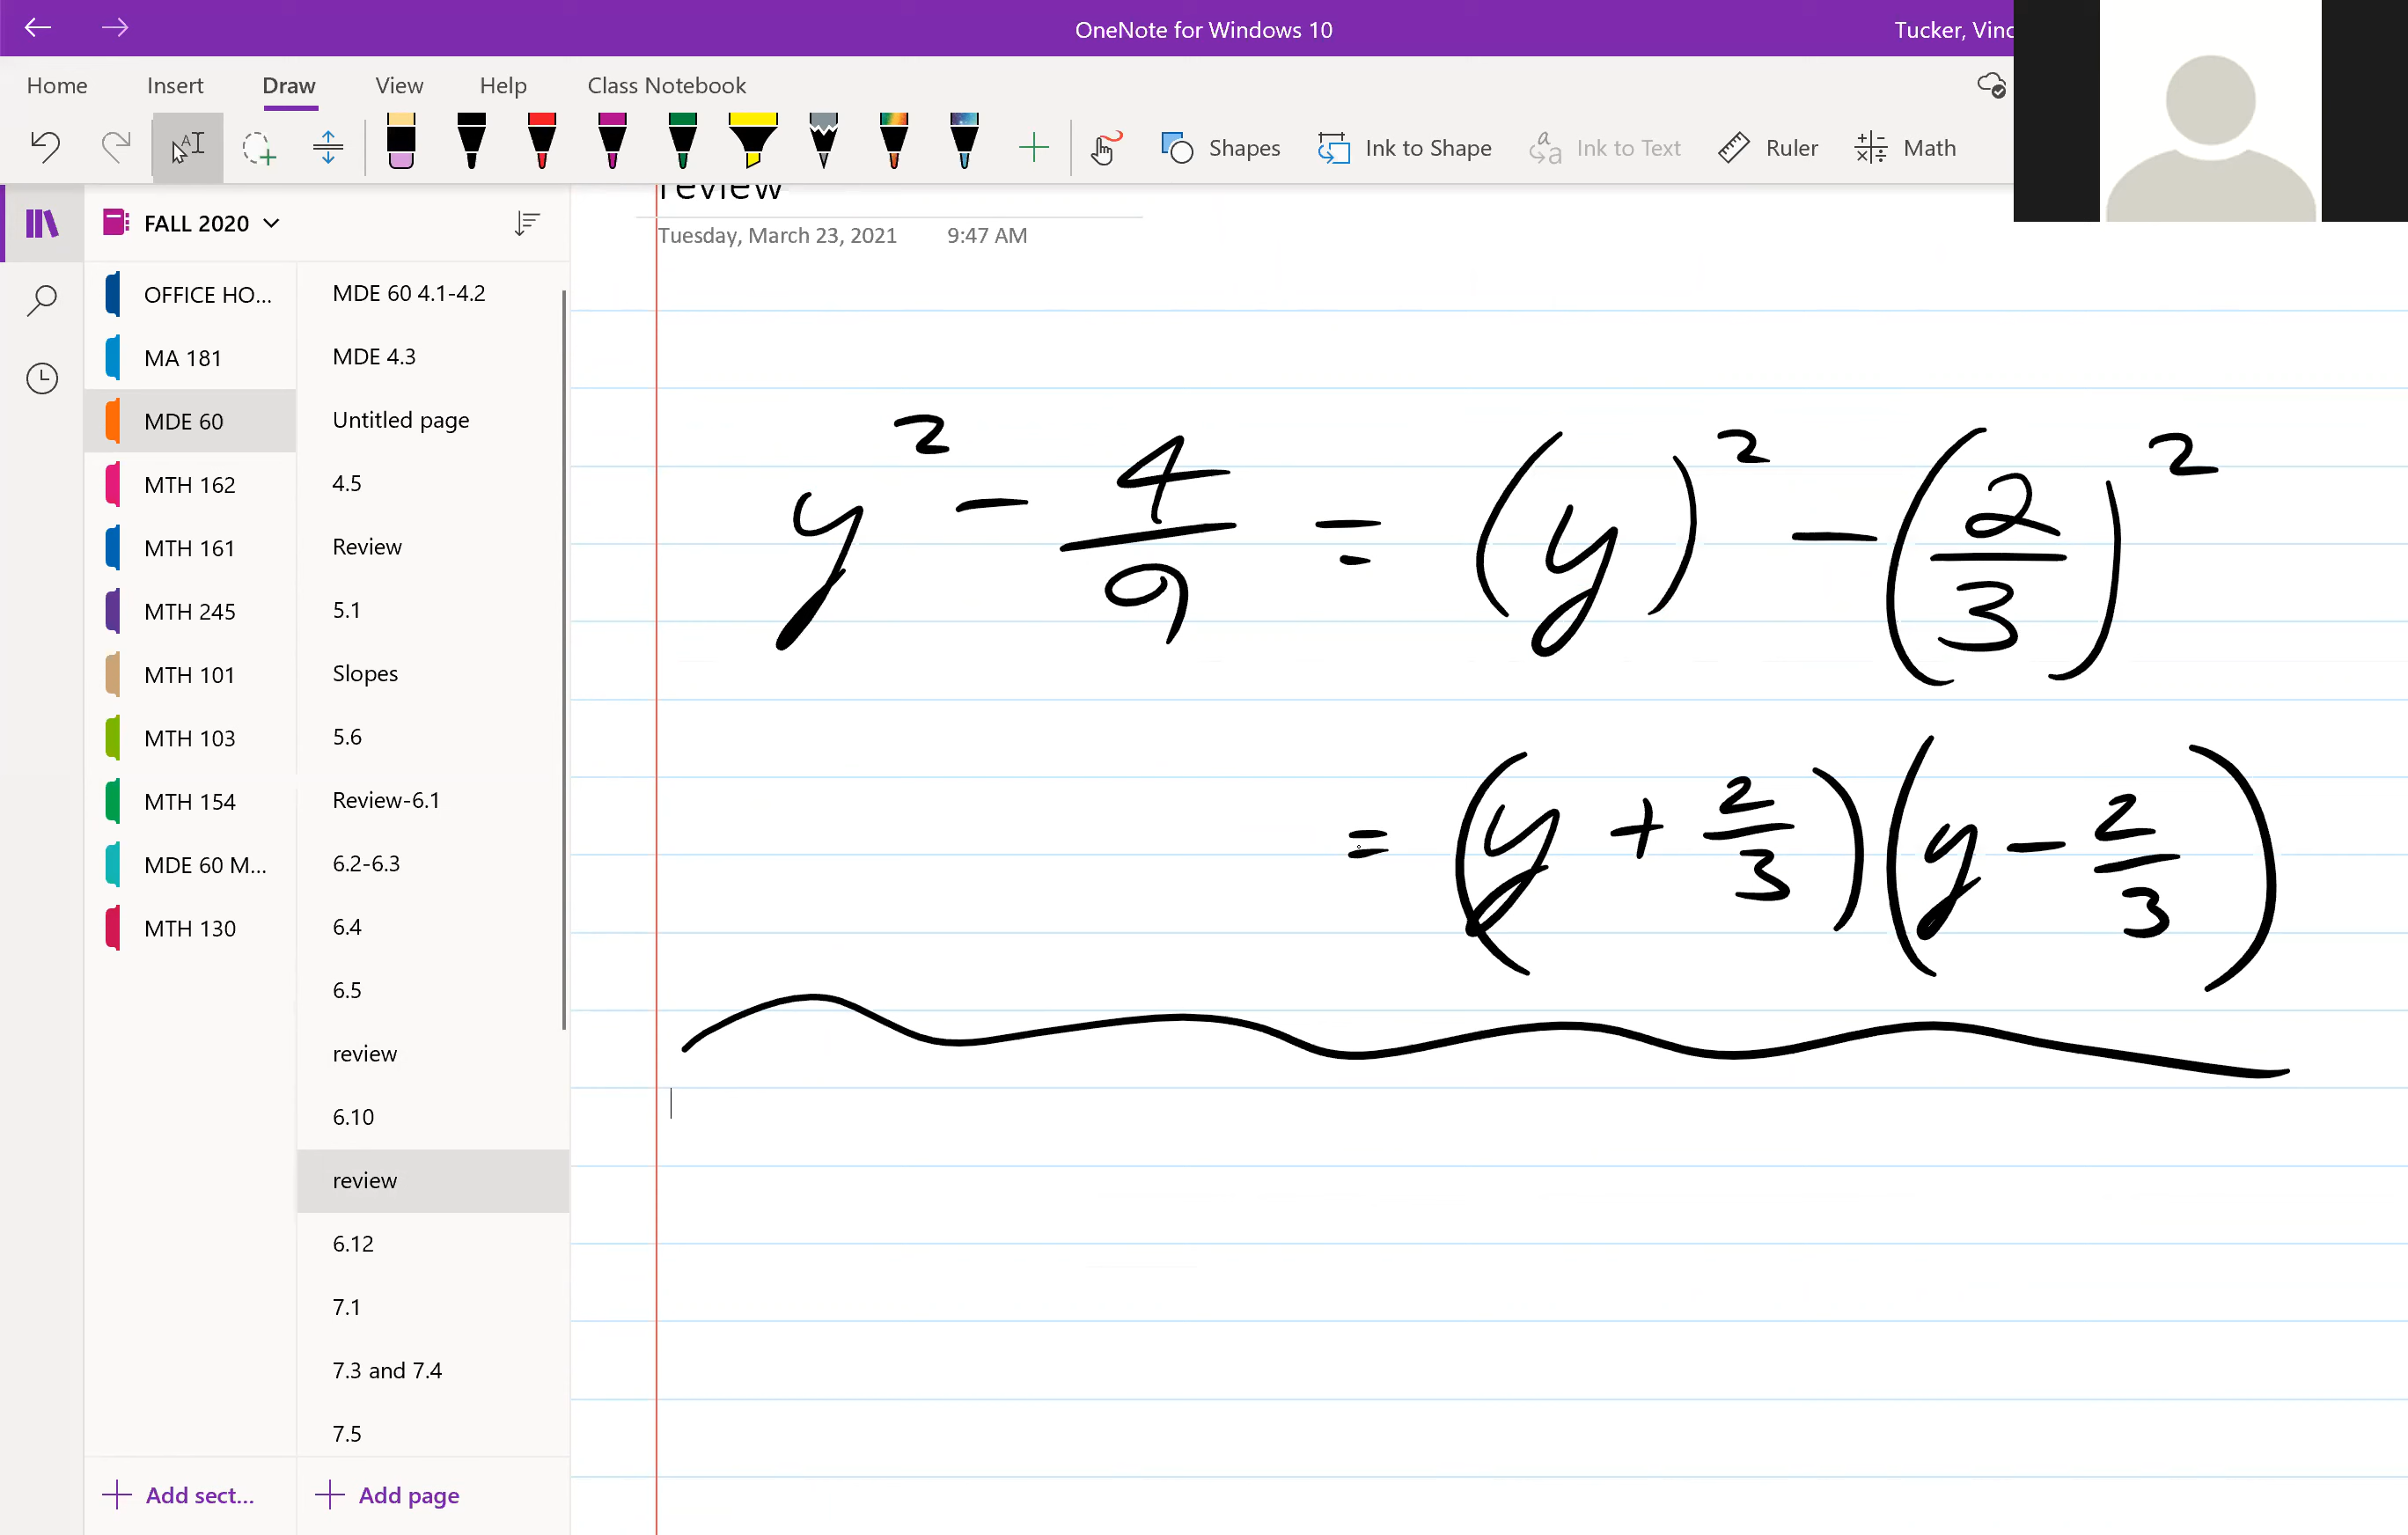 OneNote for Windows 10
Tucker, Vinc
Home Insert Draw View Help Class Notebook
Shapes Ink to Shape Ink to Text Ruler Math
FALL 2020
OFFICE HO...
MA 181
MDE 60
MTH 162
MTH 161
MTH 245
MTH 101
MTH 103
MTH 154
MDE 60 M...
MTH 130
Add sect...
MDE 60 4.1-4.2
MDE 4.3
Untitled page
4.5
Review
5.1
Slopes
5.6
Review-6.1
6.2-6.3
6.4
6.5
review
6.10
review
6.12
7.1
7.3 and 7.4
7.5
Add page
review
Tuesday, March 23, 2021 9:47 AM
y² - 4/9 = (y)² - (2/3)²
= (y + 2/3)(y - 2/3)